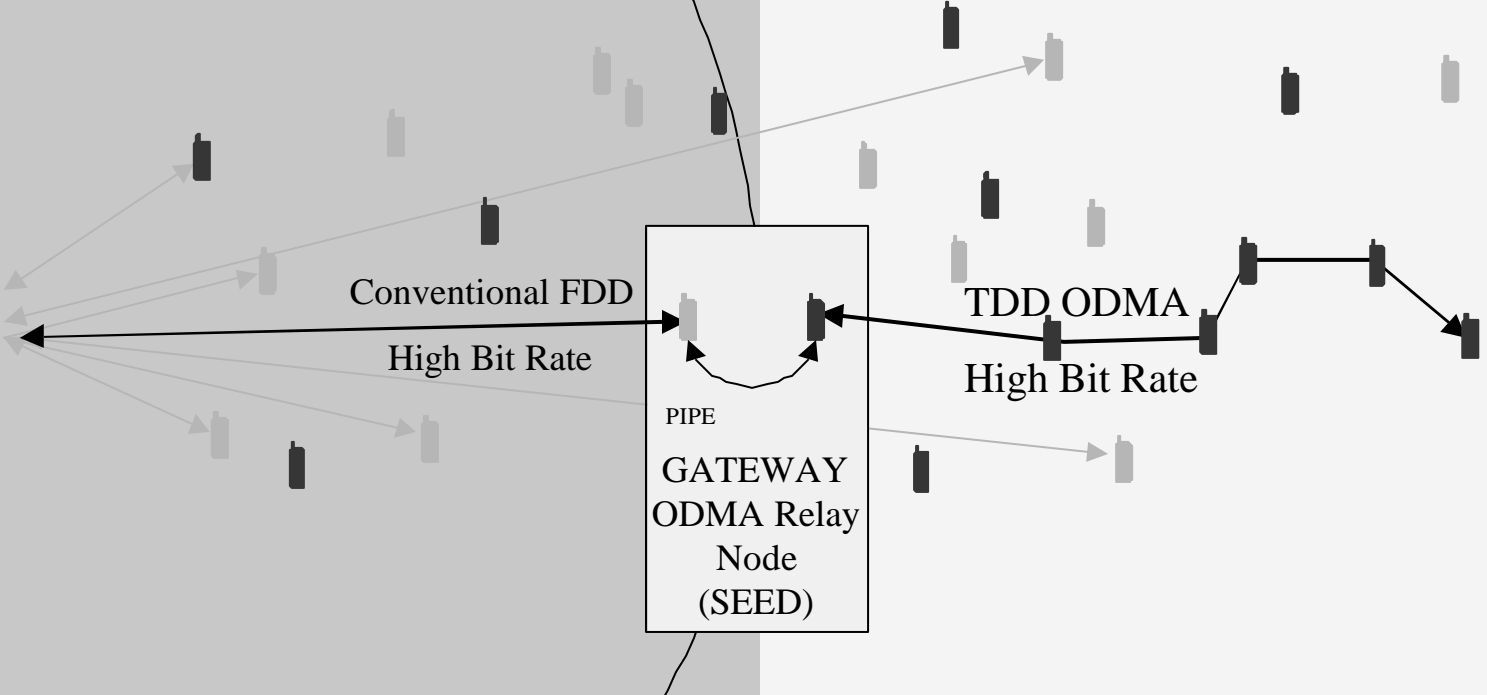 Conventional FDD
High Bit Rate
TDD ODMA
High Bit Rate
PIPE
GATEWAY
ODMA Relay
Node
(SEED)